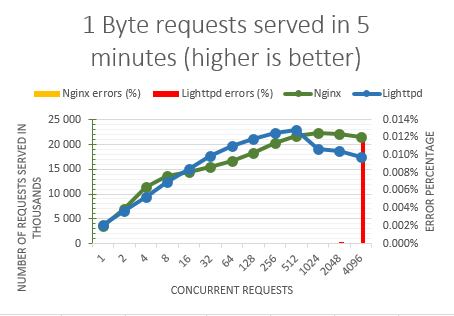 1 Byte requests served in 5
minutes (higher is better)
Nginx errors (%) Lighttpd errors (%) Nginx Lighttpd
NUMBER OF REQUESTS SERVED IN
THOUSANDS
25 000
20 000
15 000
10 000
5 000
0
0.014%
0.012%
0.010%
0.008%
0.006%
0.004%
0.002%
0.000%
ERROR PERCENTAGE
1 2 4 8 16 32 64 128 256 512 1024 2048 4096
CONCURRENT REQUESTS